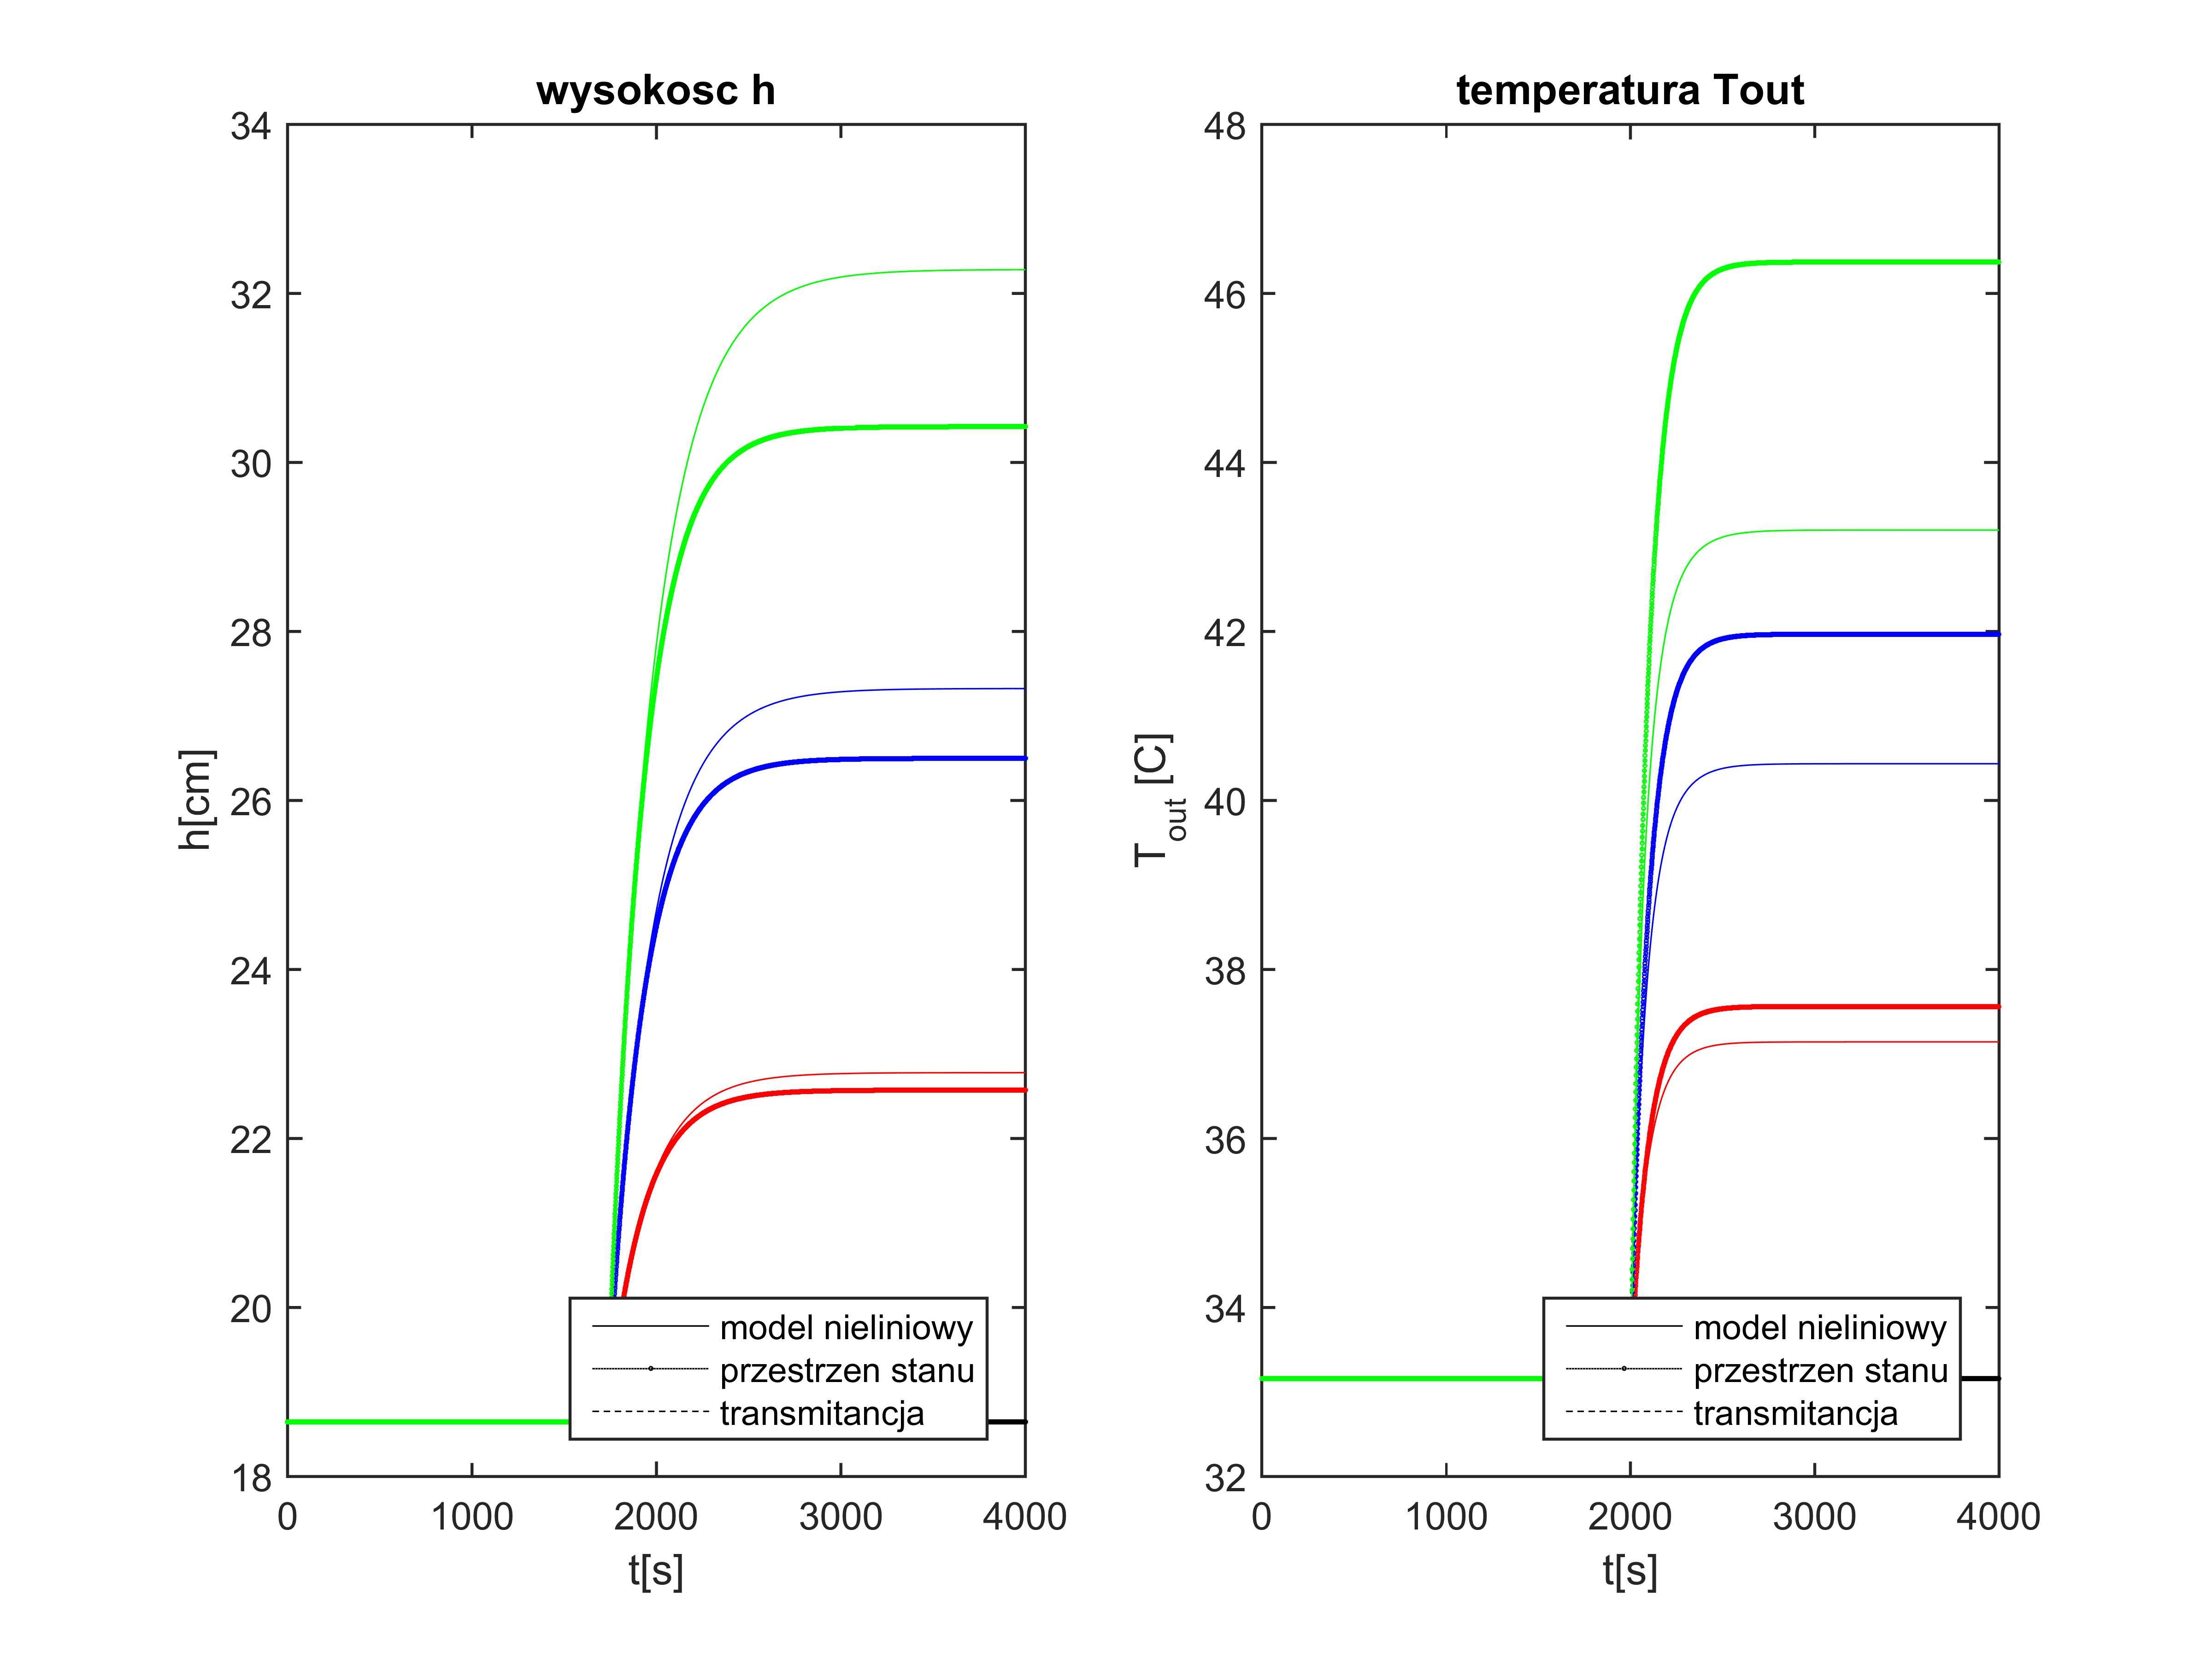 wysokosc h
34
32
30
28
26
24
22
20
18
h[cm]
0 1000 2000 3000 4000
t[s]
model nieliniowy
przestrzen stanu
transmitancja
temperatura Tout
48
46
44
42
40
38
36
34
32
T_out [C]
0 1000 2000 3000 4000
t[s]
model nieliniowy
przestrzen stanu
transmitancja